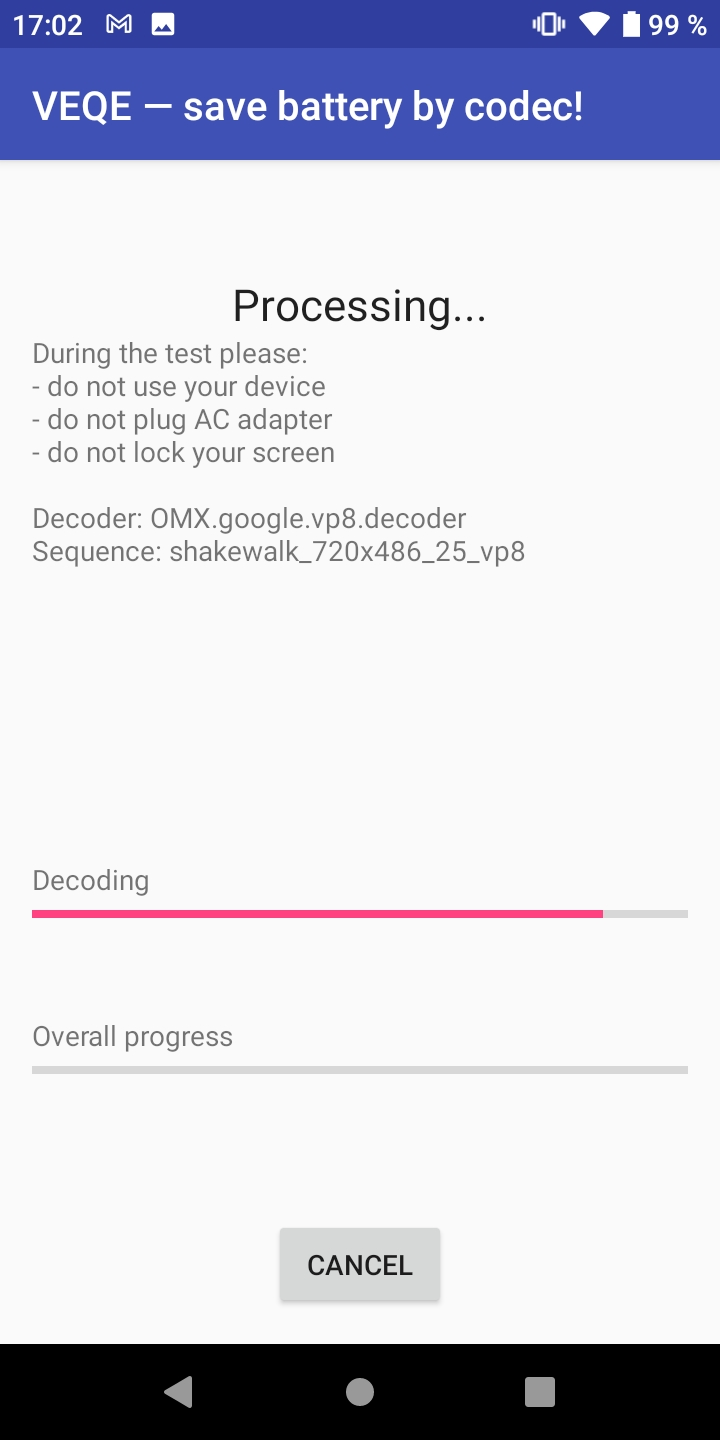 17:02 99 %
VEQE — save battery by codec!
Processing...
During the test please:
- do not use your device
- do not plug AC adapter
- do not lock your screen
Decoder: OMX.google.vp8.decoder
Sequence: shakewalk_720x486_25_vp8
Decoding
Overall progress
CANCEL